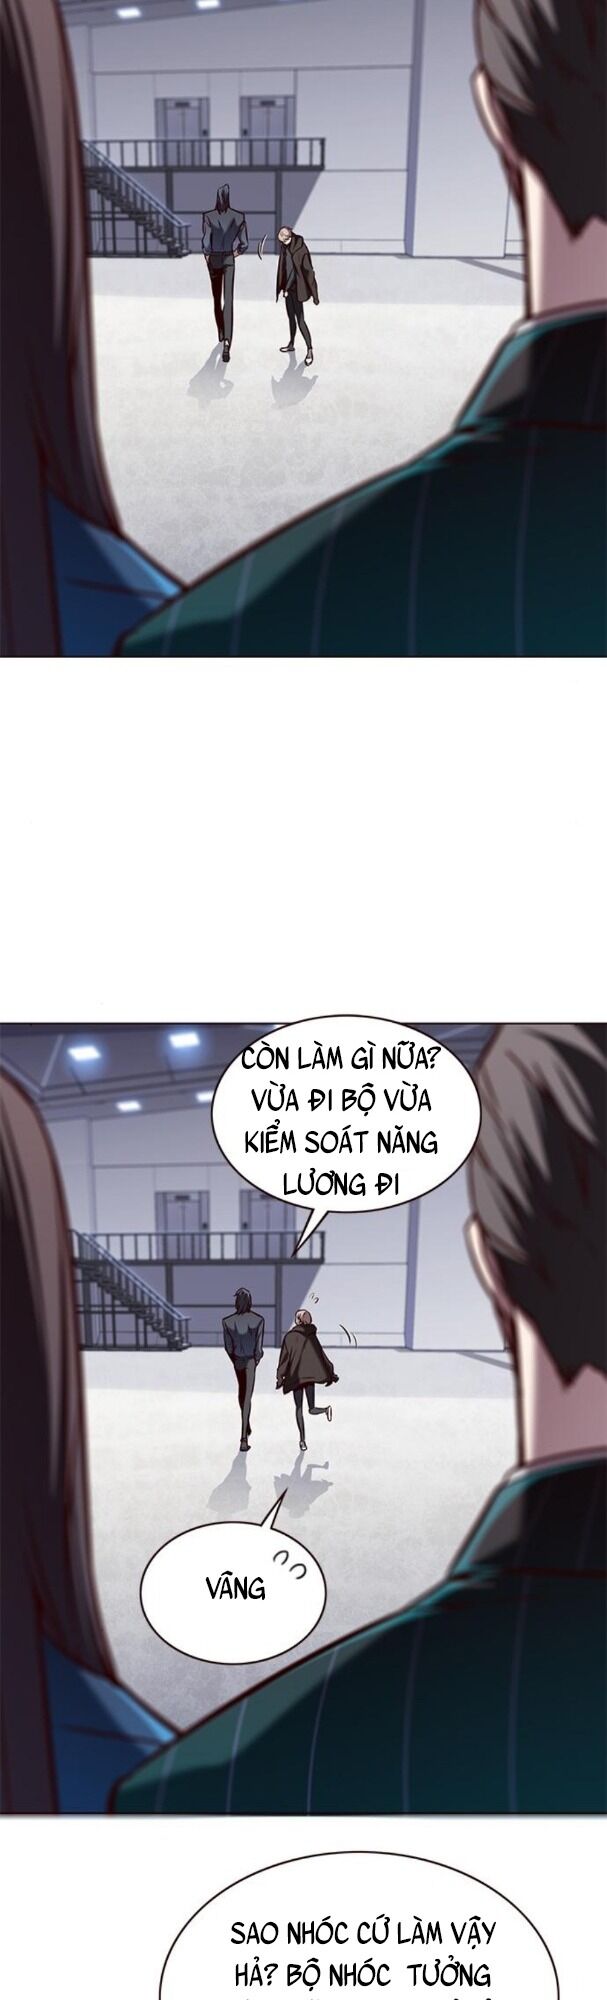 CÒN LÀM GÌ NỮA?
VỪA ĐI BỘ VỪA
KIỂM SOÁT NĂNG
LƯƠNG ĐI
VÂNG
SAO NHÓC CỨ LÀM VẬY
HẢ? BỘ NHÓC TƯỞNG